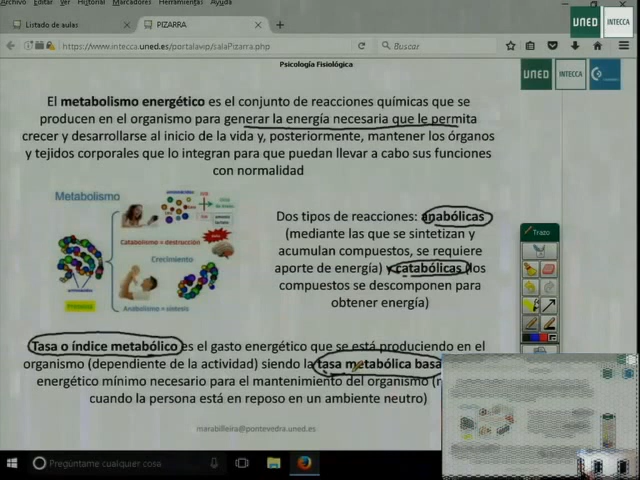 Archivo Editar Ver Historial Marcadores Herramientas Ayuda
Listado de aulas
PIZARRA
https://www.intecca.uned.es/portalavip/salaPizarra.php
Buscar
UNED
INTECCA
Psicología Fisiológica
UNED
INTECCA
El metabolismo energético es el conjunto de reacciones químicas que se
producen en el organismo para generar la energía necesaria que le permita
crecer y desarrollarse al inicio de la vida y, posteriormente, mantener los órganos
y tejidos corporales que lo integran para que puedan llevar a cabo sus funciones
con normalidad
Metabolismo
Catabolismo = destrucción
Crecimiento
Anabolismo = síntesis
Dos tipos de reacciones: anabólicas
(mediante las que se sintetizan y
acumulan compuestos, se requiere
aporte de energía) y catabólicas (los
compuestos se descomponen para
obtener energía)
Trazo
Tasa o índice metabólico es el gasto energético que se está produciendo en el
organismo (dependiente de la actividad) siendo la tasa metabólica basa
energético mínimo necesario para el mantenimiento del organismo (
cuando la persona está en reposo en un ambiente neutro)
marabilleira@pontevedra.uned.es
Pregúntame cualquier cosa